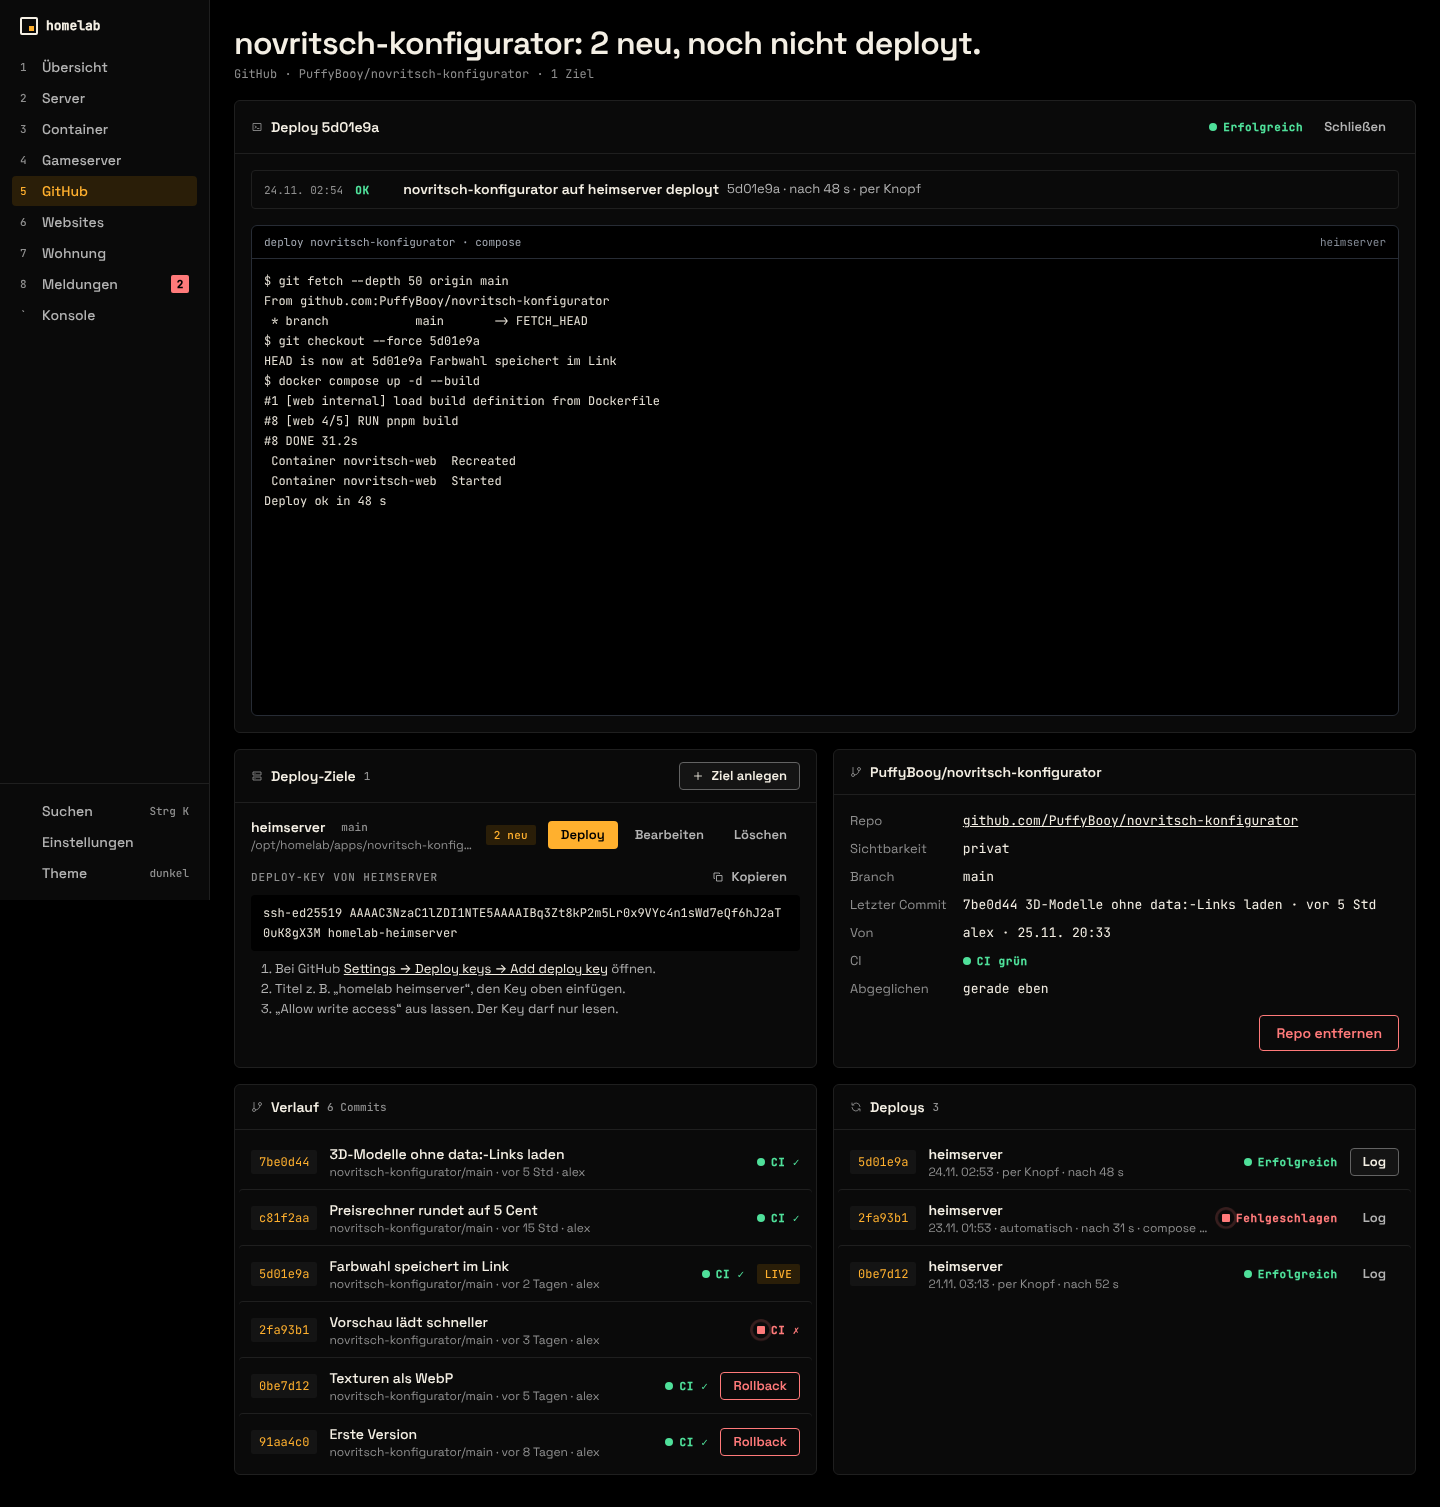 homelab
1 Übersicht
2 Server
3 Container
4 Gameserver
5 GitHub
6 Websites
7 Wohnung
8 Meldungen 2
` Konsole
Suchen Strg K
Einstellungen
Theme dunkel
novritsch-konfigurator: 2 neu, noch nicht deployt.
GitHub · PuffyBooy/novritsch-konfigurator · 1 Ziel
Deploy 5d01e9a Erfolgreich Schließen
24.11. 02:54 OK novritsch-konfigurator auf heimserver deployt 5d01e9a · nach 48 s · per Knopf
deploy novritsch-konfigurator · compose heimserver
$ git fetch --depth 50 origin main
From github.com:PuffyBooy/novritsch-konfigurator
* branch main -> FETCH_HEAD
$ git checkout --force 5d01e9a
HEAD is now at 5d01e9a Farbwahl speichert im Link
$ docker compose up -d --build
#1 [web internal] load build definition from Dockerfile
#8 [web 4/5] RUN pnpm build
#8 DONE 31.2s
Container novritsch-web Recreated
Container novritsch-web Started
Deploy ok in 48 s
Deploy-Ziele 1 + Ziel anlegen
heimserver main
/opt/homelab/apps/novritsch-konfig…
2 neu Deploy Bearbeiten Löschen
DEPLOY-KEY VON HEIMSERVER Kopieren
ssh-ed25519 AAAAC3NzaC1lZDI1NTE5AAAAIBq3Zt8kP2m5Lr0x9VYc4n1sWd7eQf6hJ2aT
0uK8gX3M homelab-heimserver
1. Bei GitHub Settings → Deploy keys → Add deploy key öffnen.
2. Titel z. B. „homelab heimserver“, den Key oben einfügen.
3. „Allow write access“ aus lassen. Der Key darf nur lesen.
PuffyBooy/novritsch-konfigurator
Repo github.com/PuffyBooy/novritsch-konfigurator
Sichtbarkeit privat
Branch main
Letzter Commit 7be0d44 3D-Modelle ohne data:-Links laden · vor 5 Std
Von alex · 25.11. 20:33
CI CI grün
Abgeglichen gerade eben
Repo entfernen
Verlauf 6 Commits
7be0d44 3D-Modelle ohne data:-Links laden CI ✓
novritsch-konfigurator/main · vor 5 Std · alex
c81f2aa Preisrechner rundet auf 5 Cent CI ✓
novritsch-konfigurator/main · vor 15 Std · alex
5d01e9a Farbwahl speichert im Link CI ✓ LIVE
novritsch-konfigurator/main · vor 2 Tagen · alex
2fa93b1 Vorschau lädt schneller CI ✗
novritsch-konfigurator/main · vor 3 Tagen · alex
0be7d12 Texturen als WebP CI ✓ Rollback
novritsch-konfigurator/main · vor 5 Tagen · alex
91aa4c0 Erste Version CI ✓ Rollback
novritsch-konfigurator/main · vor 8 Tagen · alex
Deploys 3
5d01e9a heimserver Erfolgreich Log
24.11. 02:53 · per Knopf · nach 48 s
2fa93b1 heimserver Fehlgeschlagen Log
23.11. 01:53 · automatisch · nach 31 s · compose …
0be7d12 heimserver Erfolgreich Log
21.11. 03:13 · per Knopf · nach 52 s